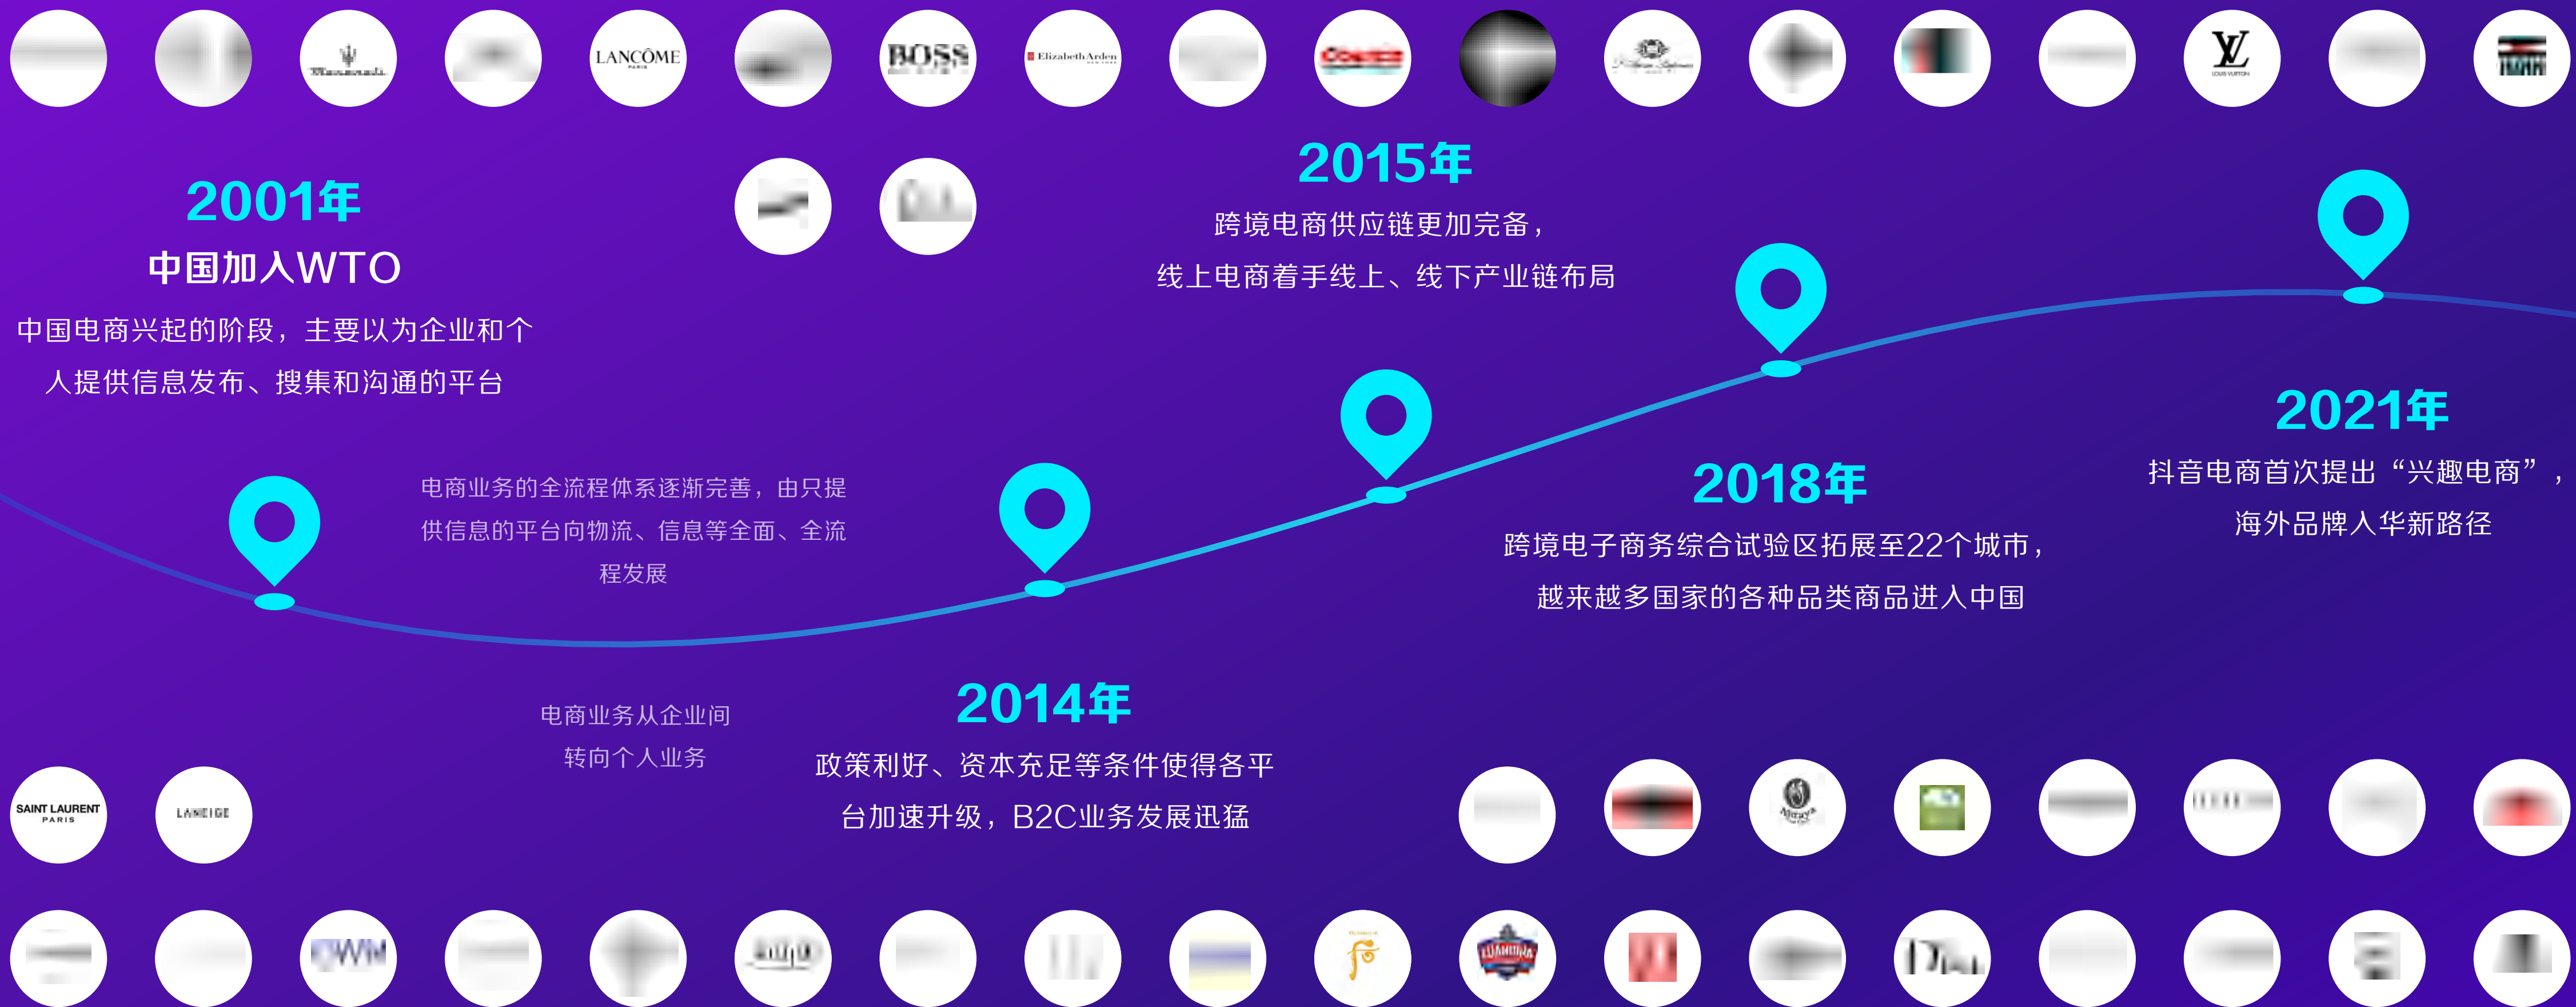 LANCÔME
PARIS
BOSS
Elizabeth Arden
NEW YORK
LOUIS VUITTON
2001年
中国加入WTO
中国电商兴起的阶段，主要以为企业和个
人提供信息发布、搜集和沟通的平台
电商业务的全流程体系逐渐完善，由只提
供信息的平台向物流、信息等全面、全流
程发展
电商业务从企业间
转向个人业务
2014年
政策利好、资本充足等条件使得各平
台加速升级，B2C业务发展迅猛
2015年
跨境电商供应链更加完备，
线上电商着手线上、线下产业链布局
2018年
跨境电子商务综合试验区拓展至22个城市，
越来越多国家的各种品类商品进入中国
2021年
抖音电商首次提出“兴趣电商”，
海外品牌入华新路径
SAINT LAURENT
PARIS
LANEIGE